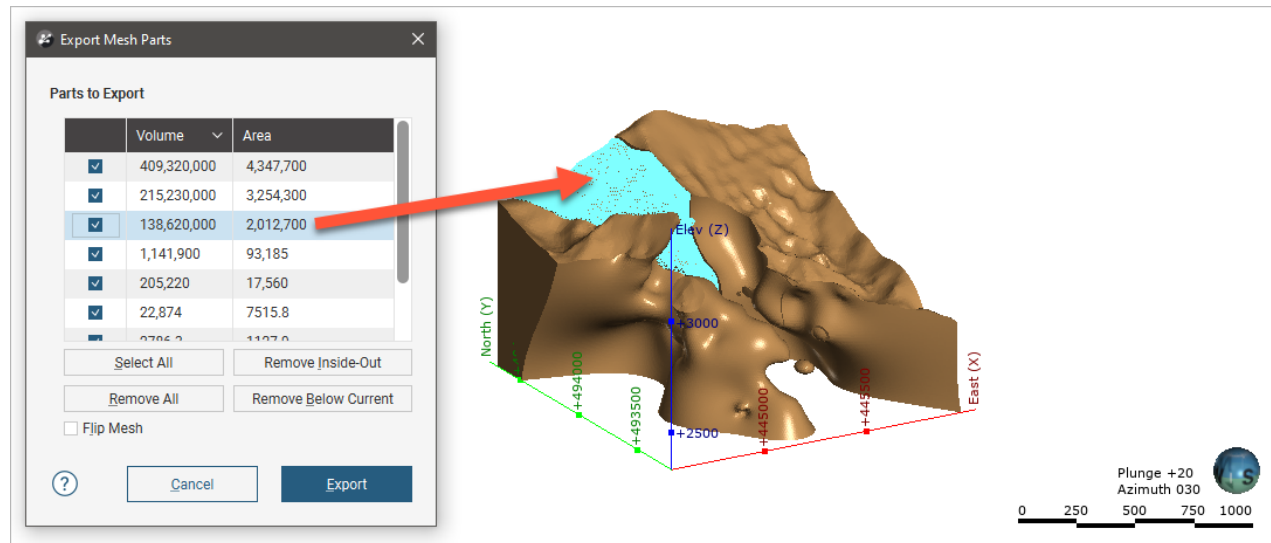 Export Mesh Parts
Parts to Export
Volume Area
409,320,000 4,347,700
215,230,000 3,254,300
138,620,000 2,012,700
1,141,900 93,185
205,220 17,560
22,874 7515.8
Select All Remove Inside-Out
Remove All Remove Below Current
Flip Mesh
? Cancel Export
Elev (Z)
+3000
+2500
North (Y)
+494000
+493500
+445000
+445500
East (X)
Plunge +20
Azimuth 030
S
0 250 500 750 1000